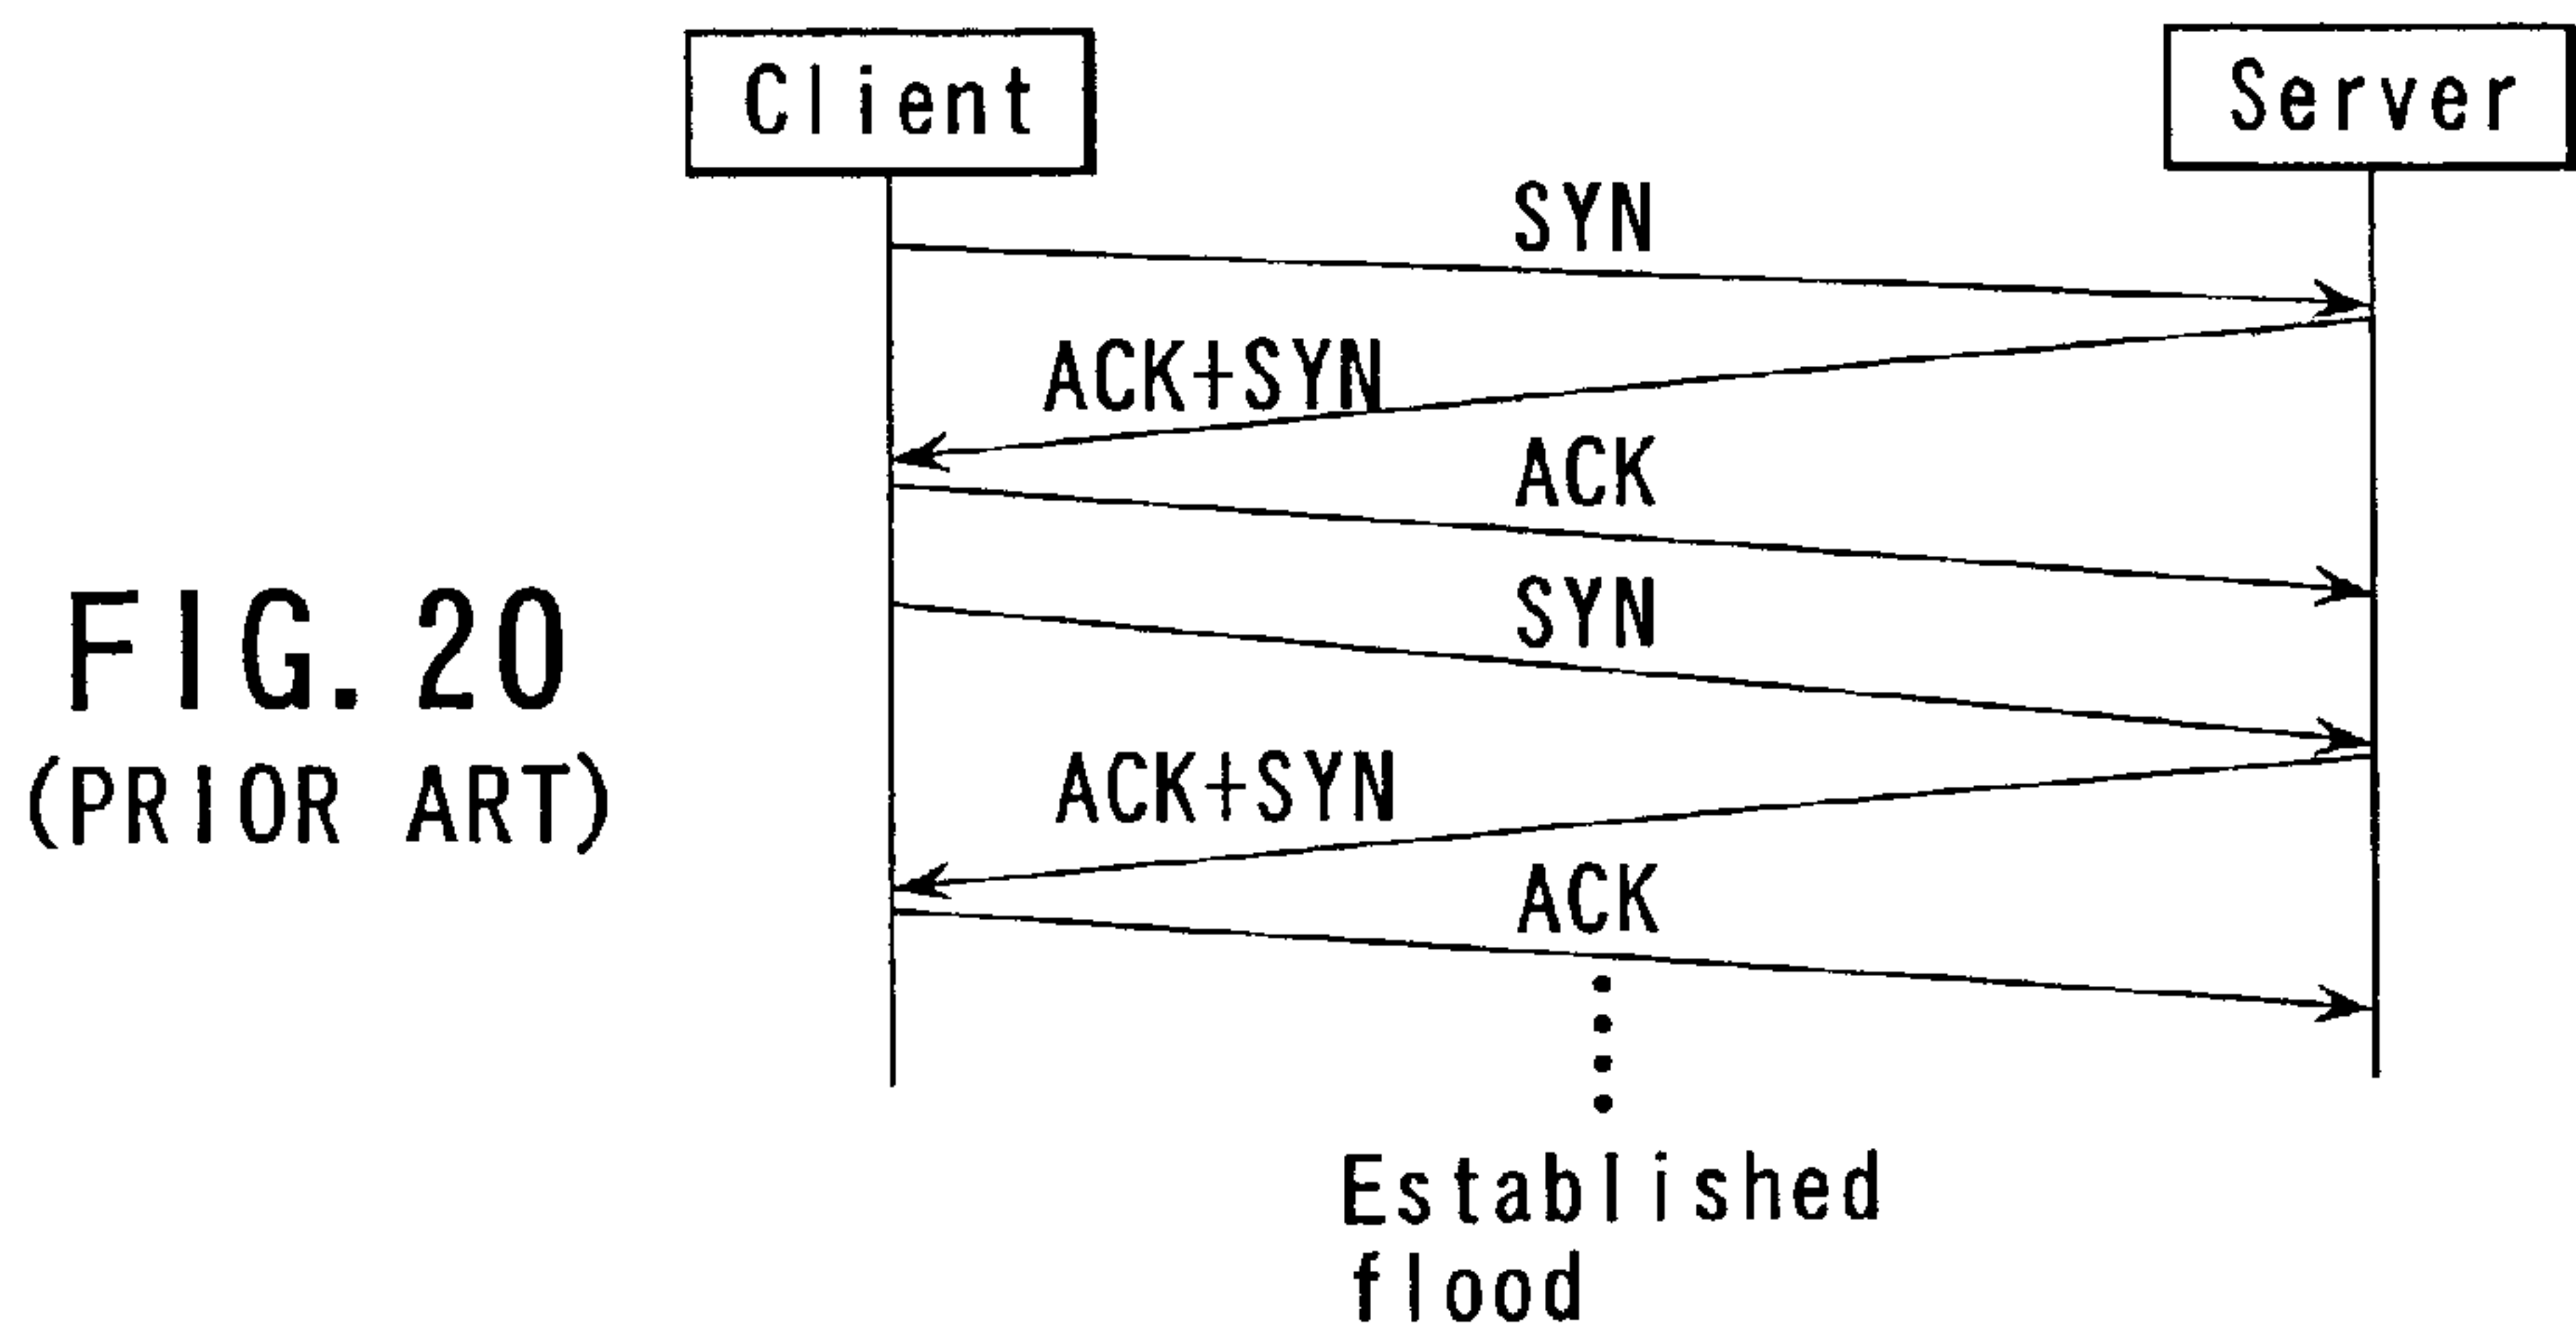 Client
Server
SYN
ACK+SYN
ACK
SYN
ACK+SYN
ACK
Established
flood
FIG. 20
(PRIOR ART)